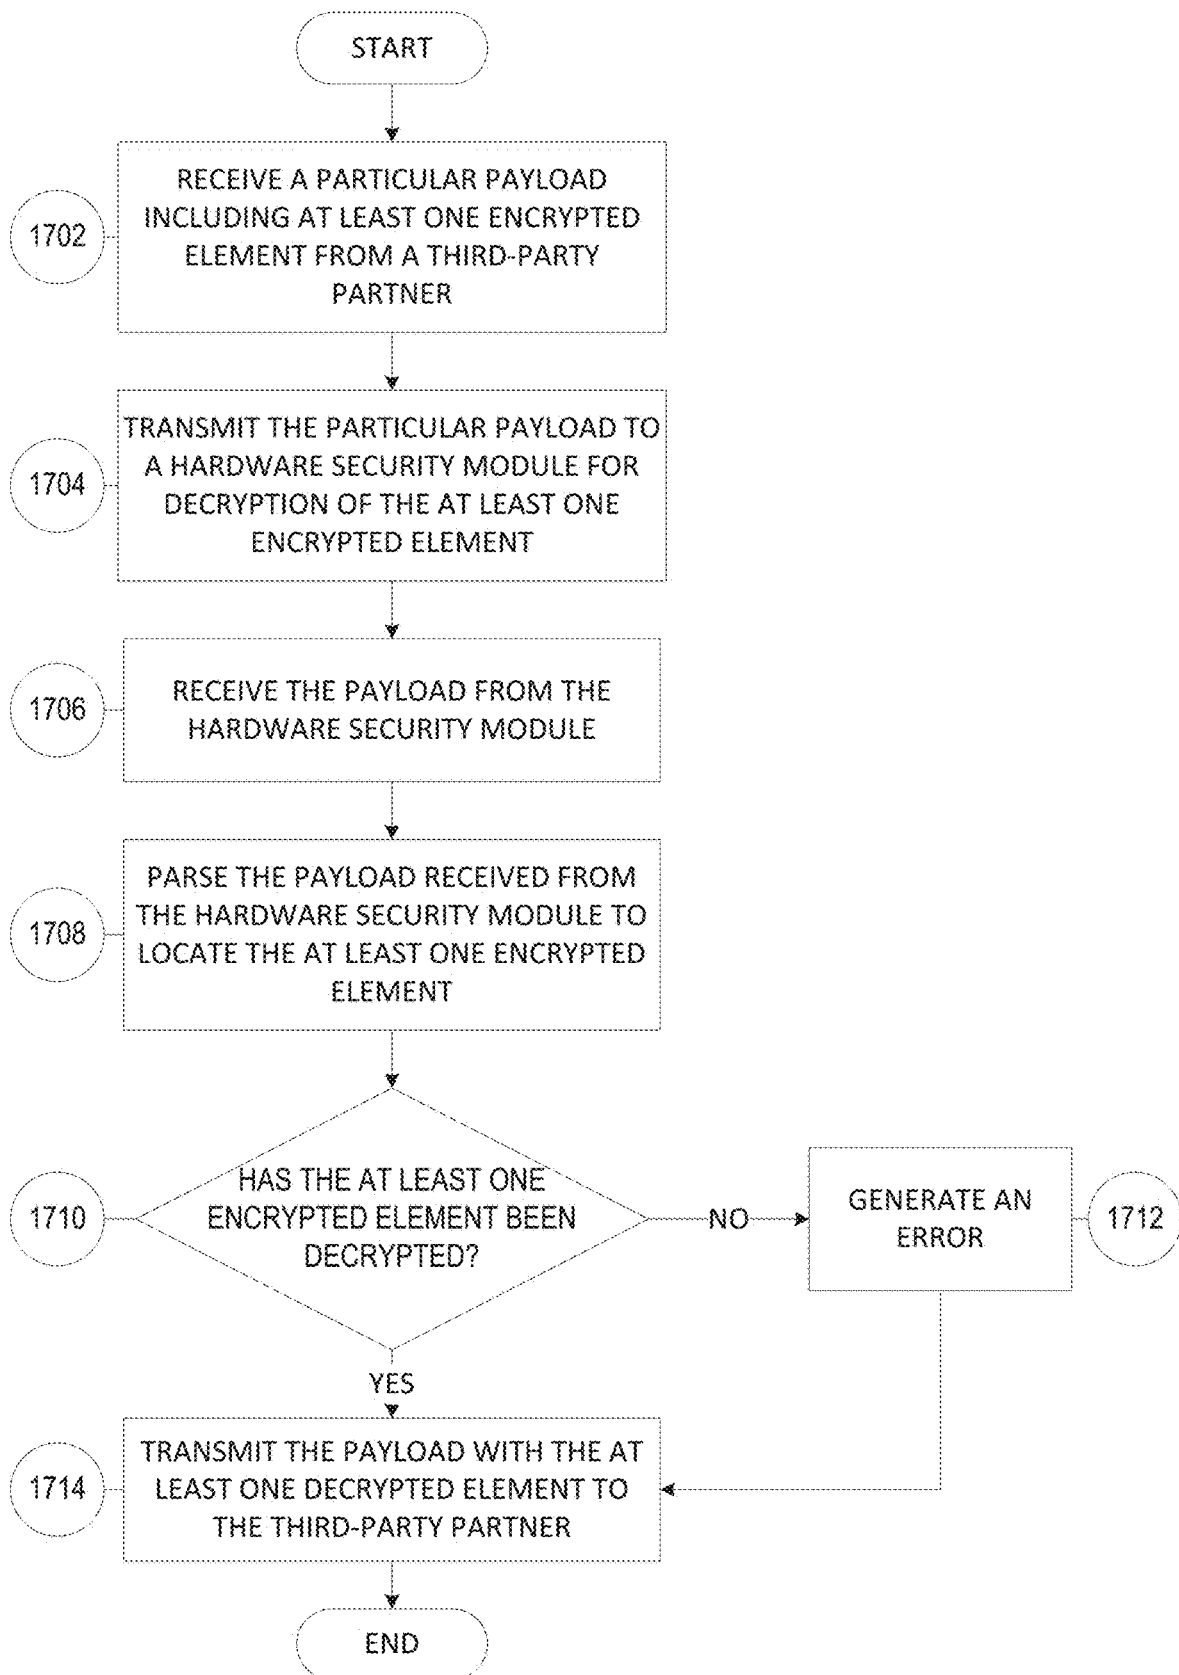 START
1702
RECEIVE A PARTICULAR PAYLOAD
INCLUDING AT LEAST ONE ENCRYPTED
ELEMENT FROM A THIRD-PARTY
PARTNER
1704
TRANSMIT THE PARTICULAR PAYLOAD TO
A HARDWARE SECURITY MODULE FOR
DECRYPTION OF THE AT LEAST ONE
ENCRYPTED ELEMENT
1706
RECEIVE THE PAYLOAD FROM THE
HARDWARE SECURITY MODULE
1708
PARSE THE PAYLOAD RECEIVED FROM
THE HARDWARE SECURITY MODULE TO
LOCATE THE AT LEAST ONE ENCRYPTED
ELEMENT
1710
HAS THE AT LEAST ONE
ENCRYPTED ELEMENT BEEN
DECRYPTED?
NO
GENERATE AN
ERROR
1712
YES
1714
TRANSMIT THE PAYLOAD WITH THE AT
LEAST ONE DECRYPTED ELEMENT TO
THE THIRD-PARTY PARTNER
END